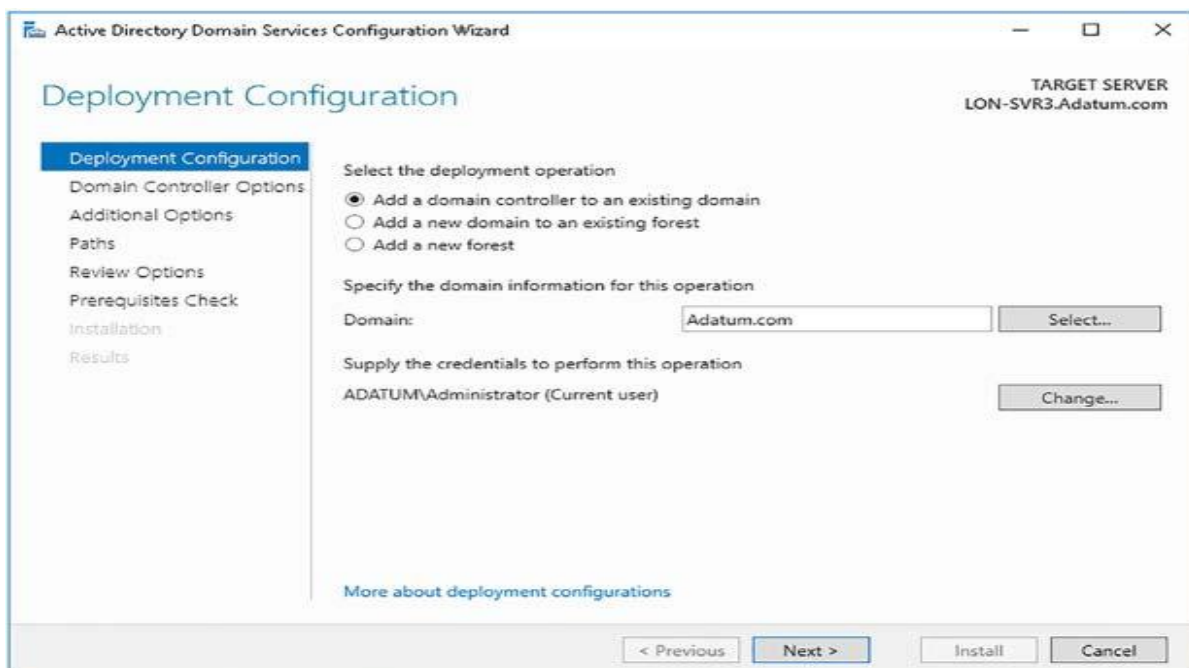 Active Directory Domain Services Configuration Wizard
Deployment Configuration
TARGET SERVER
LON-SVR3.Adatum.com
Deployment Configuration
Domain Controller Options
Additional Options
Paths
Review Options
Prerequisites Check
Installation
Results
Select the deployment operation
Add a domain controller to an existing domain
Add a new domain to an existing forest
Add a new forest
Specify the domain information for this operation
Domain: Adatum.com Select...
Supply the credentials to perform this operation
ADATUM\Administrator (Current user) Change...
More about deployment configurations
< Previous Next > Install Cancel